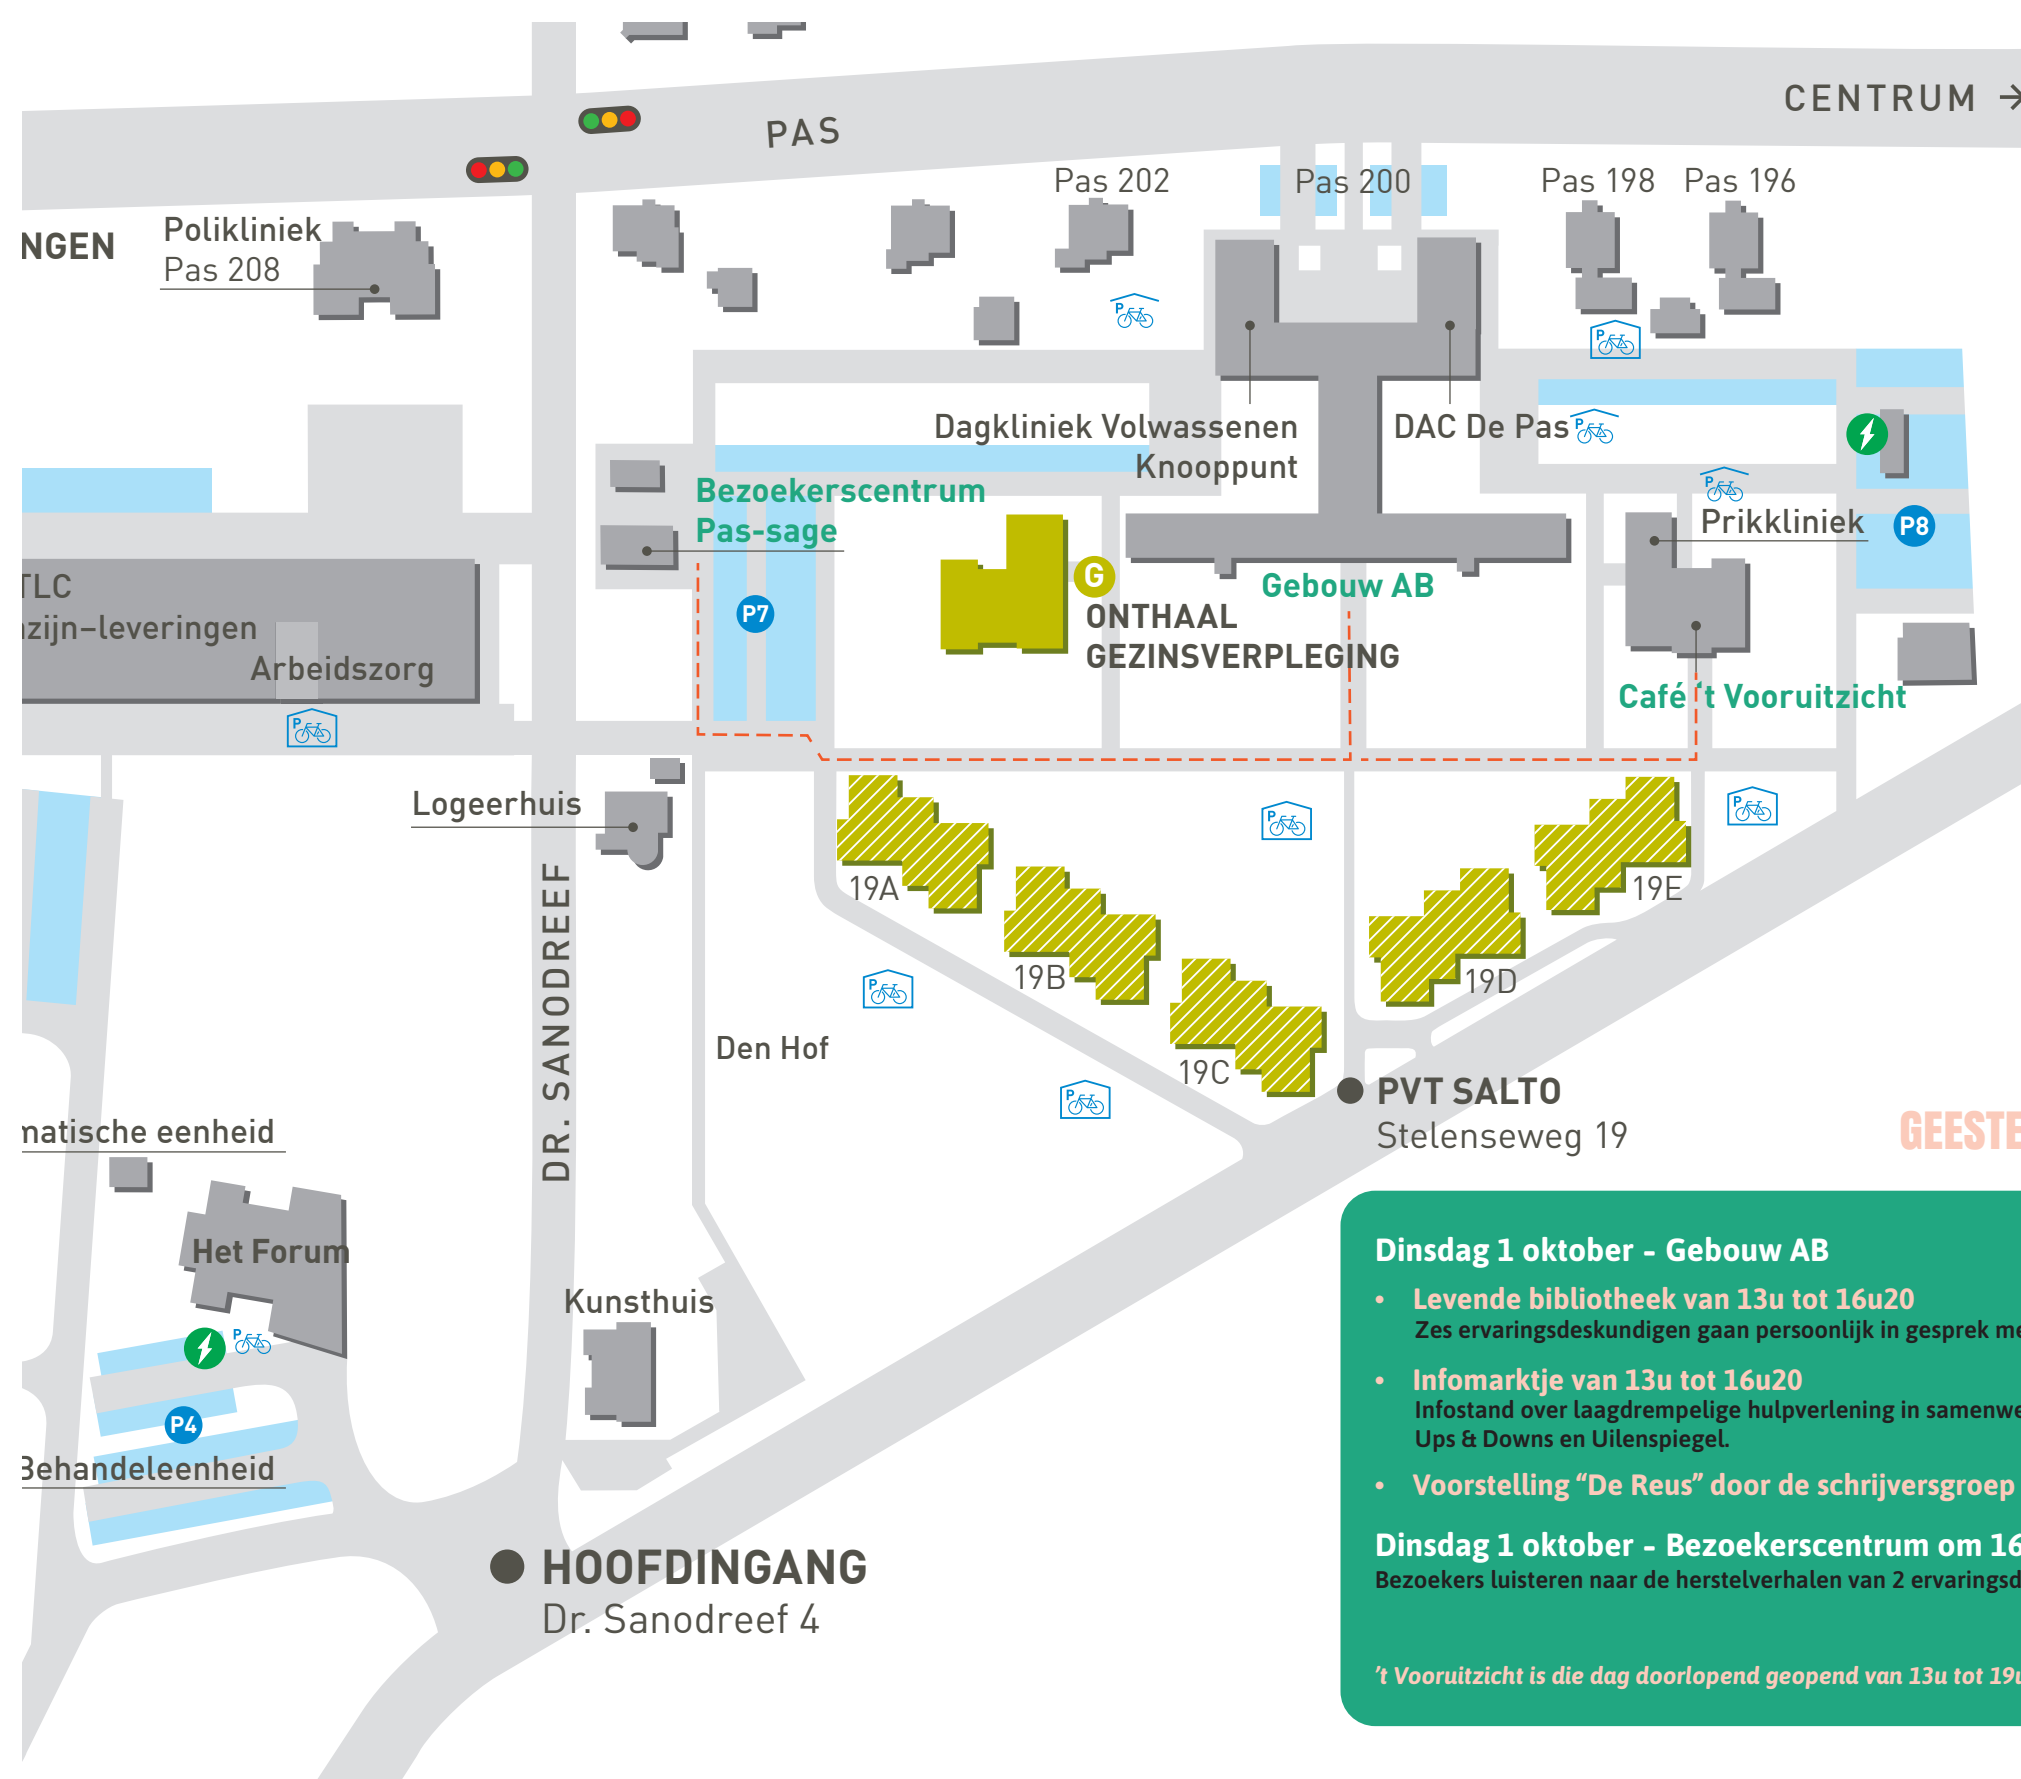 CENTRUM →
PAS
Pas 202
Pas 200
Pas 198
Pas 196
NGEN
Polikliniek
Pas 208
Dagkliniek Volwassenen
Knooppunt
DAC De Pas
P
P
P
P
Bezoekerscentrum
Pas-sage
Prikkliniek
P8
G
Gebouw AB
ONTHAAL
GEZINSVERPLEGING
P7
TLC
zijn–leveringen
Arbeidszorg
P
Café ‘t Vooruitzicht
Logeerhuis
P
P
19A
19E
DR. SANODREEF
19B
19D
P
Den Hof
19C
P
PVT SALTO
Stelenseweg 19
GEESTE
matische eenheid
Het Forum
Kunsthuis
P
P4
Behandeleenheid
HOOFDINGANG
Dr. Sanodreef 4
Dinsdag 1 oktober - Gebouw AB
• Levende bibliotheek van 13u tot 16u20
Zes ervaringsdeskundigen gaan persoonlijk in gesprek me
• Infomarktje van 13u tot 16u20
Infostand over laagdrempelige hulpverlening in samenwe
Ups & Downs en Uilenspiegel.
• Voorstelling “De Reus” door de schrijversgroep
Dinsdag 1 oktober - Bezoekerscentrum om 16
Bezoekers luisteren naar de herstelverhalen van 2 ervaringsd
’t Vooruitzicht is die dag doorlopend geopend van 13u tot 19u